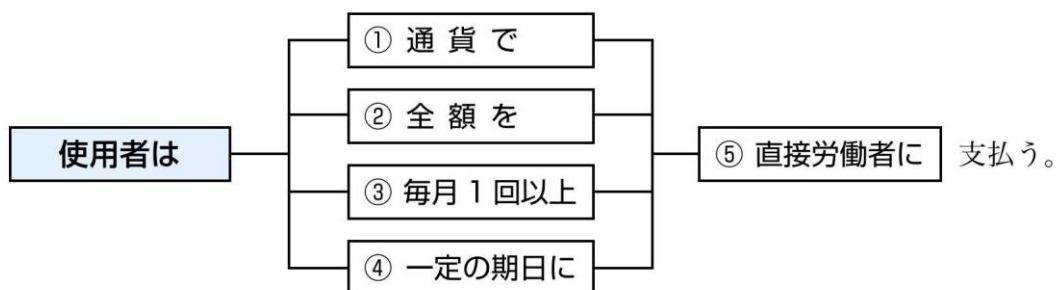 使用者は
① 通 貨 で
② 全 額 を
③ 毎月1回以上
④ 一定の期日に
⑤ 直接労働者に 支払う。